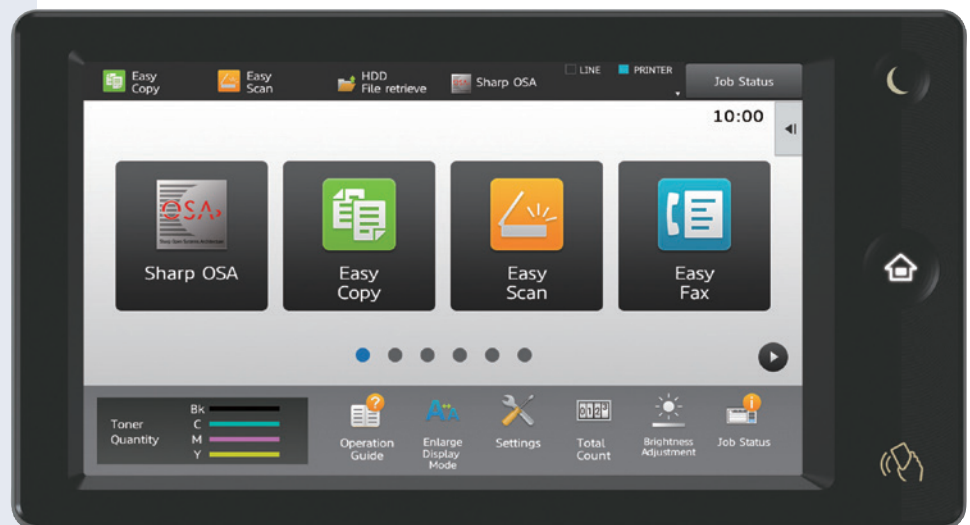 Easy
Copy
Easy
Scan
HDD
File retrieve
Sharp OSA
LINE
PRINTER
Job Status
10:00
OSA
Sharp OSA
Easy
Copy
Easy
Scan
Easy
Fax
Toner
Quantity
Bk
C
M
Y
Operation
Guide
Enlarge
Display
Mode
Settings
Total
Count
Brightness
Adjustment
Job Status